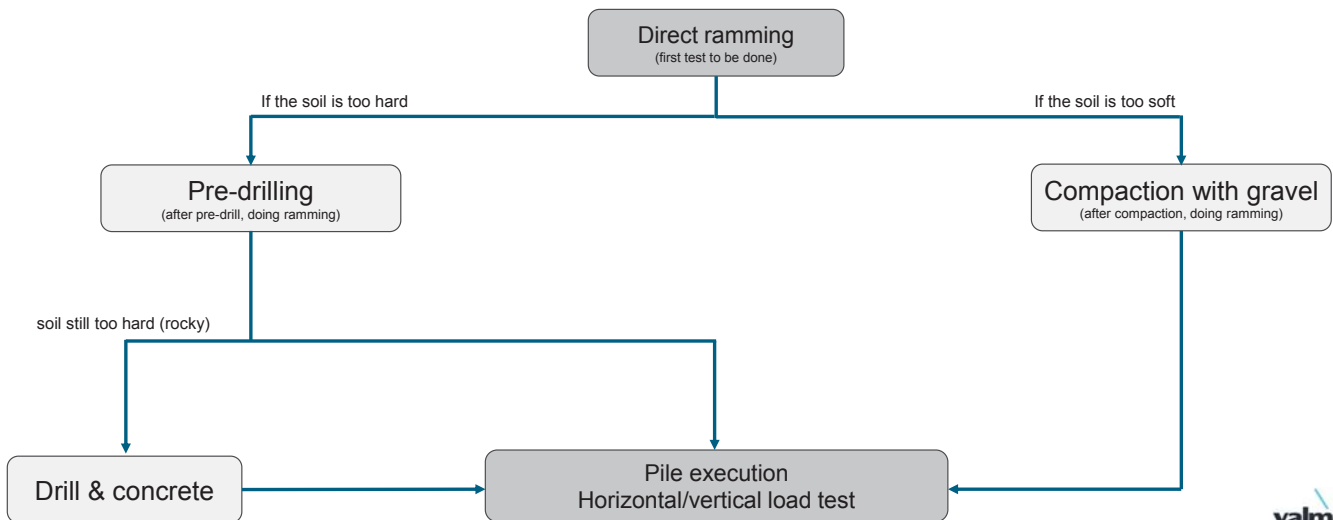 Direct ramming
(first test to be done)
If the soil is too hard
If the soil is too soft
Pre-drilling
(after pre-drill, doing ramming)
Compaction with gravel
(after compaction, doing ramming)
soil still too hard (rocky)
Drill & concrete
Pile execution
Horizontal/vertical load test